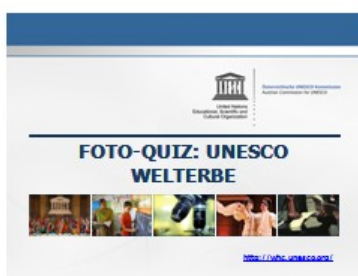 United Nations
Educational, Scientific and
Cultural Organization
Österreichische UNESCO-Kommission
Austrian Commission for UNESCO
FOTO-QUIZ: UNESCO
WELTERBE
http://whc.unesco.org/